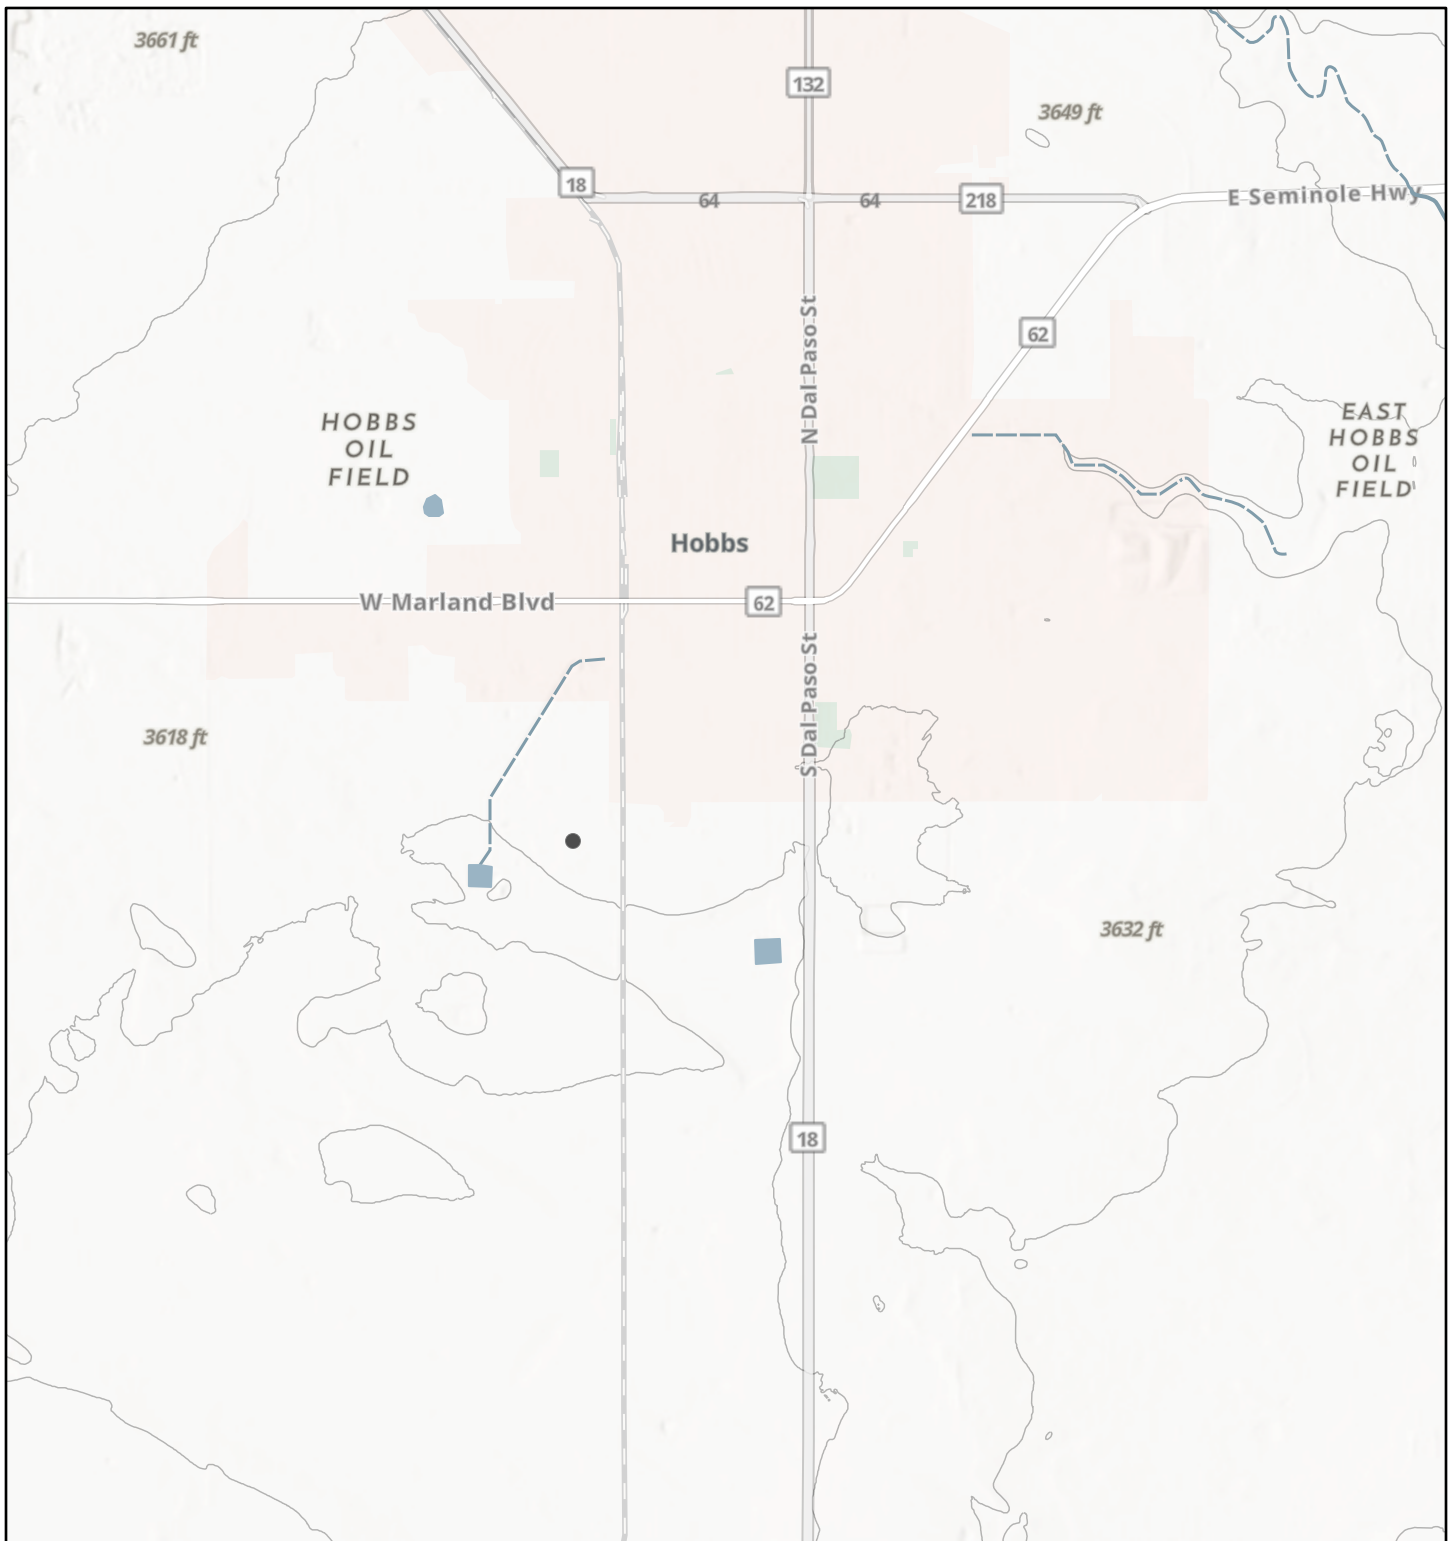 3661 ft
132
3649 ft
18
64
64
218
E Seminole Hwy
N Dal Paso St
62
HOBBS
OIL
FIELD
EAST
HOBBS
OIL
FIELD
Hobbs
W Marland Blvd
62
S Dal Paso St
3618 ft
3632 ft
18